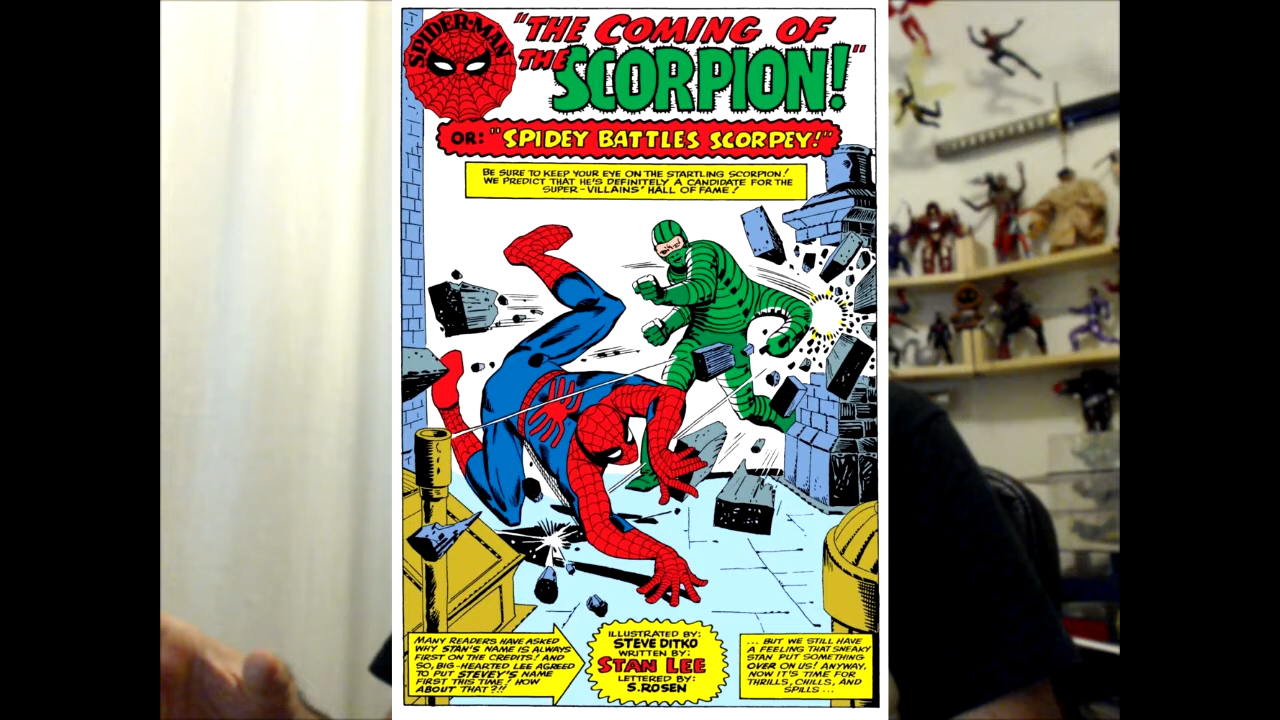 SPIDER-MAN
"THE COMING OF
THE SCORPION!"
OR: "SPIDEY BATTLES SCORPEY!"
BE SURE TO KEEP YOUR EYE ON THE STARTLING SCORPION!
WE PREDICT THAT HE'S DEFINITELY A CANDIDATE FOR THE
SUPER-VILLAINS' HALL OF FAME!
MANY READERS HAVE ASKED
WHY STAN'S NAME IS ALWAYS
FIRST ON THE CREDITS! AND
SO, BIG-HEARTED LEE AGREED
TO PUT STEVEY'S NAME
FIRST THIS TIME! HOW
ABOUT THAT?!!
ILLUSTRATED BY:
STEVE DITKO
WRITTEN BY:
STAN LEE
LETTERED BY:
S. ROSEN
... BUT WE STILL HAVE
A FEELING THAT SNEAKY
STAN PUT SOMETHING
OVER ON US! ANYWAY,
NOW IT'S TIME FOR
THRILLS, CHILLS, AND
SPILLS ...